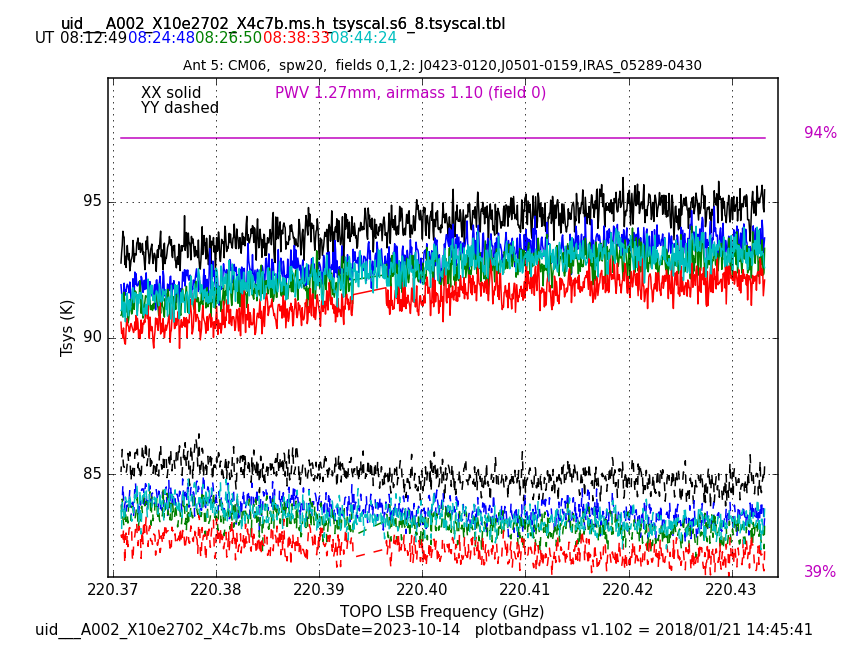 uid___A002_X10e2702_X4c7b.ms.h_tsyscal.s6_8.tsyscal.tbl
UT 08:12:49 08:24:48 08:26:50 08:38:33 08:44:24
Ant 5: CM06,  spw20,  fields 0,1,2: J0423-0120,J0501-0159,IRAS_05289-0430
XX solid PWV 1.27mm, airmass 1.10 (field 0)
YY dashed
94%
95
90
85
Tsys (K)
39%
220.37 220.38 220.39 220.40 220.41 220.42 220.43
TOPO LSB Frequency (GHz)
uid___A002_X10e2702_X4c7b.ms  ObsDate=2023-10-14   plotbandpass v1.102 = 2018/01/21 14:45:41